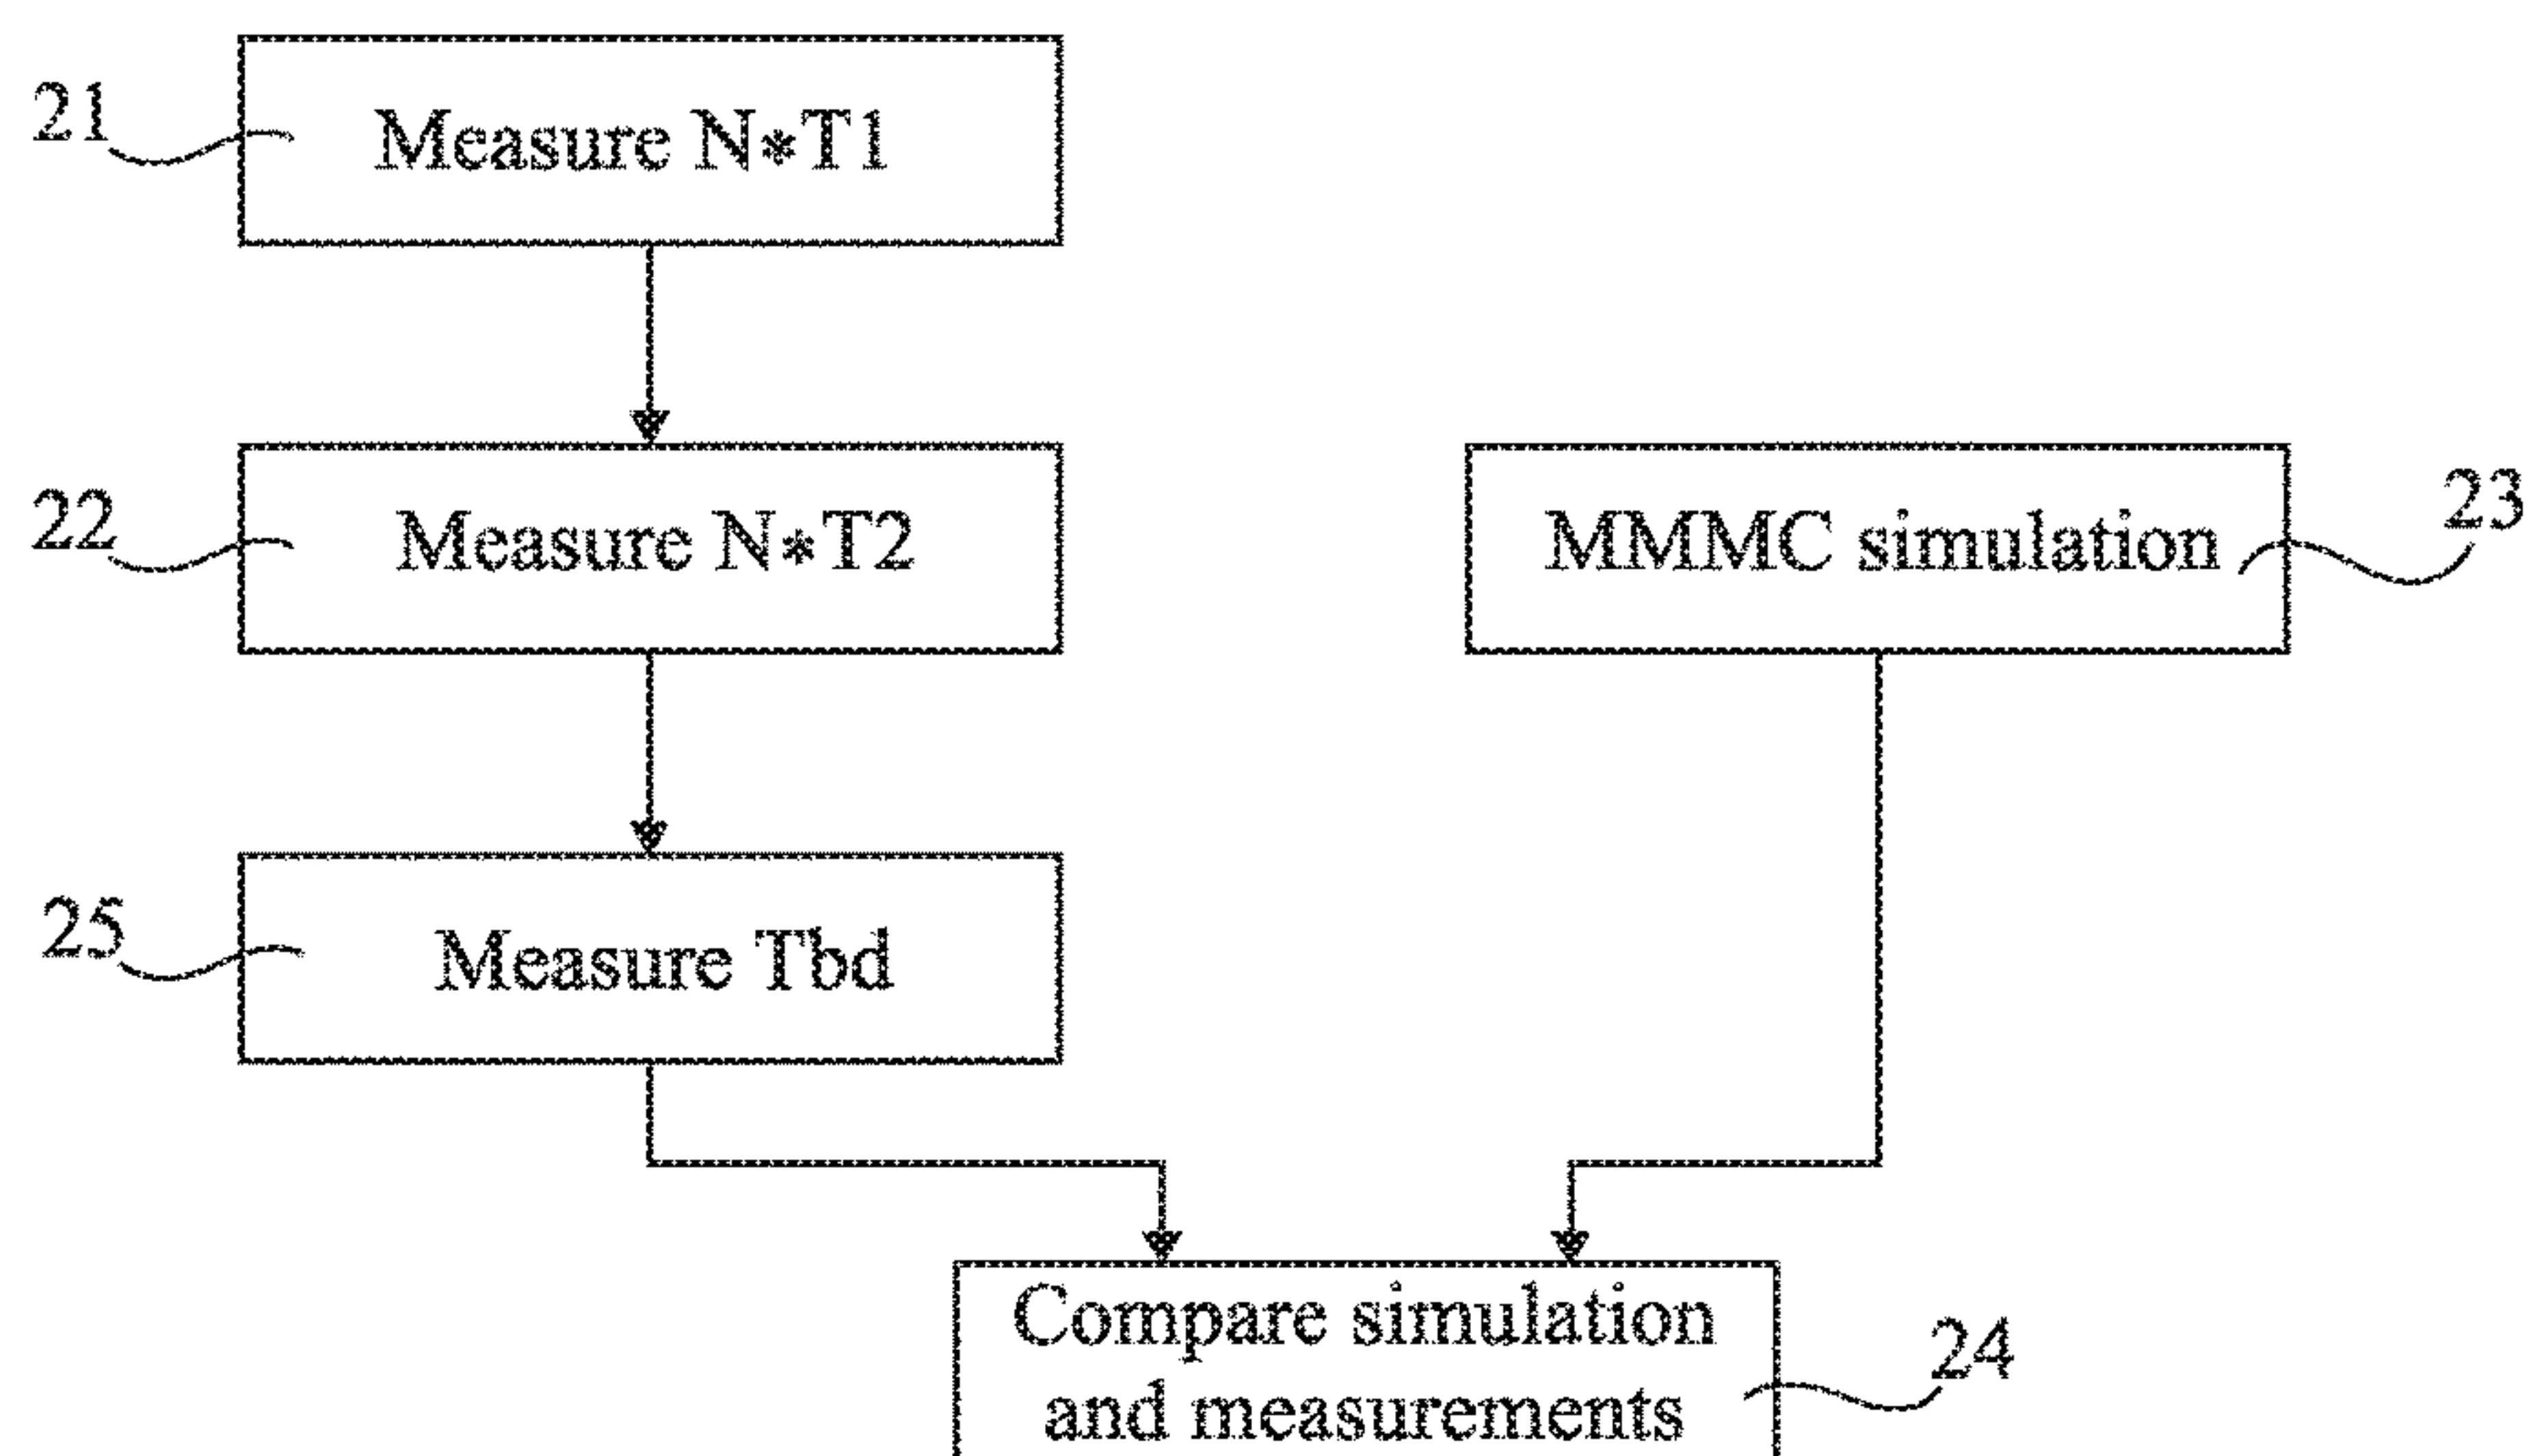 21
Measure N*T1
22
Measure N*T2
MMMC simulation
23
25
Measure Tbd
Compare simulation
and measurements
24